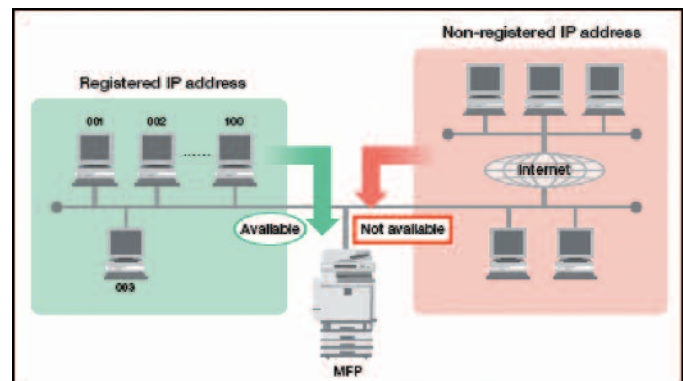 Non-registered IP address
Registered IP address
001
002
100
Internet
Available
Not available
003
MFP